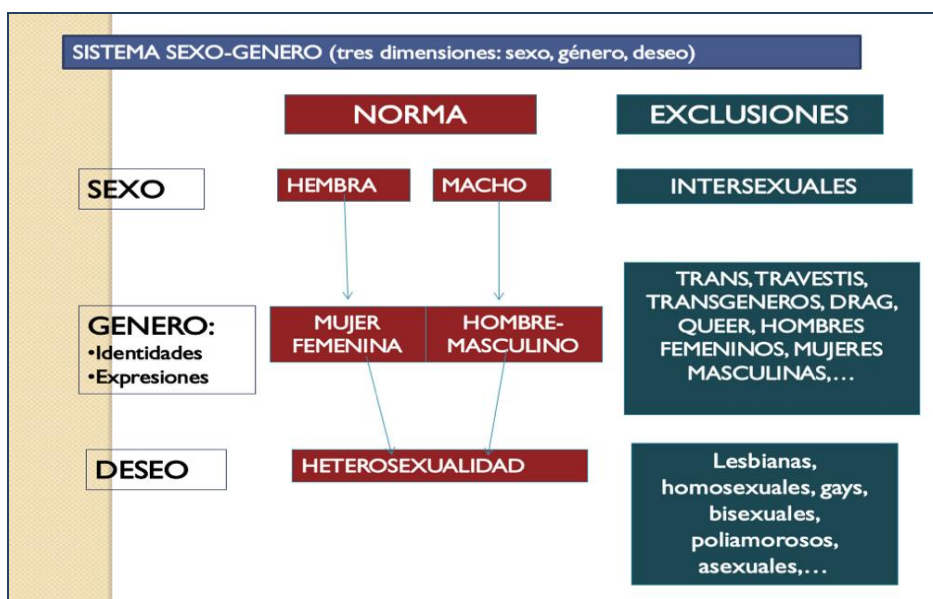 SISTEMA SEXO-GENERO (tres dimensiones: sexo, género, deseo)
NORMA
EXCLUSIONES
SEXO
HEMBRA
MACHO
INTERSEXUALES
GENERO:
•Identidades
•Expresiones
MUJER
FEMENINA
HOMBRE-
MASCULINO
TRANS, TRAVESTIS,
TRANSGENEROS, DRAG,
QUEER, HOMBRES
FEMENINOS, MUJERES
MASCULINAS,…
DESEO
HETEROSEXUALIDAD
Lesbianas,
homosexuales, gays,
bisexuales,
poliamorosos,
asexuales,…